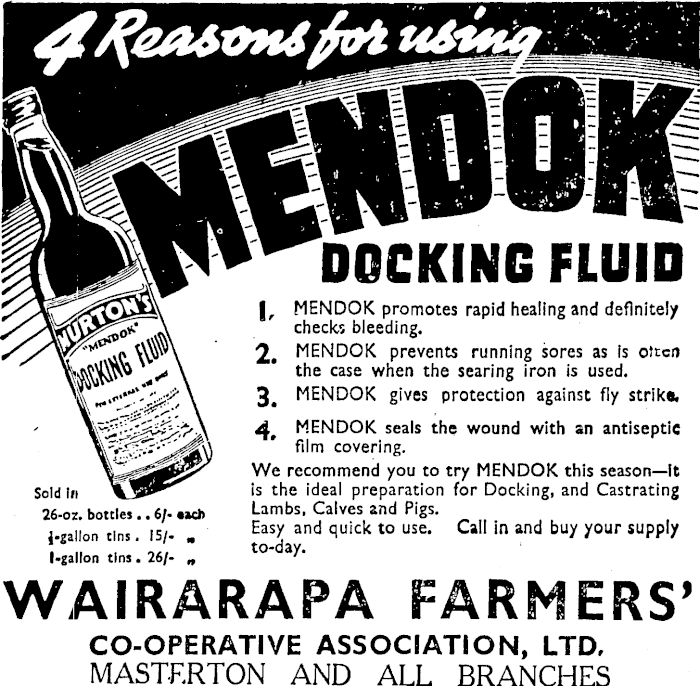 4 Reasons for using
MENDOK
DOCKING FLUID
1. MENDOK promotes rapid healing and definitely
checks bleeding.
2. MENDOK prevents running sores as is often
the case when the searing iron is used.
3. MENDOK gives protection against fly strike.
4. MENDOK seals the wound with an antiseptic
film covering.
We recommend you to try MENDOK this season—it
is the ideal preparation for Docking, and Castrating
Lambs, Calves and Pigs.
Easy and quick to use. Call in and buy your supply
to-day.
"MENDOK"
DOCKING FLUID
FOR EXTERNAL USE ONLY
Sold in
26-oz. bottles . . 6/- each
½-gallon tins . 15/- „
1-gallon tins . 26/- „
WAIRARAPA FARMERS'
CO-OPERATIVE ASSOCIATION, LTD.
MASTERTON AND ALL BRANCHES